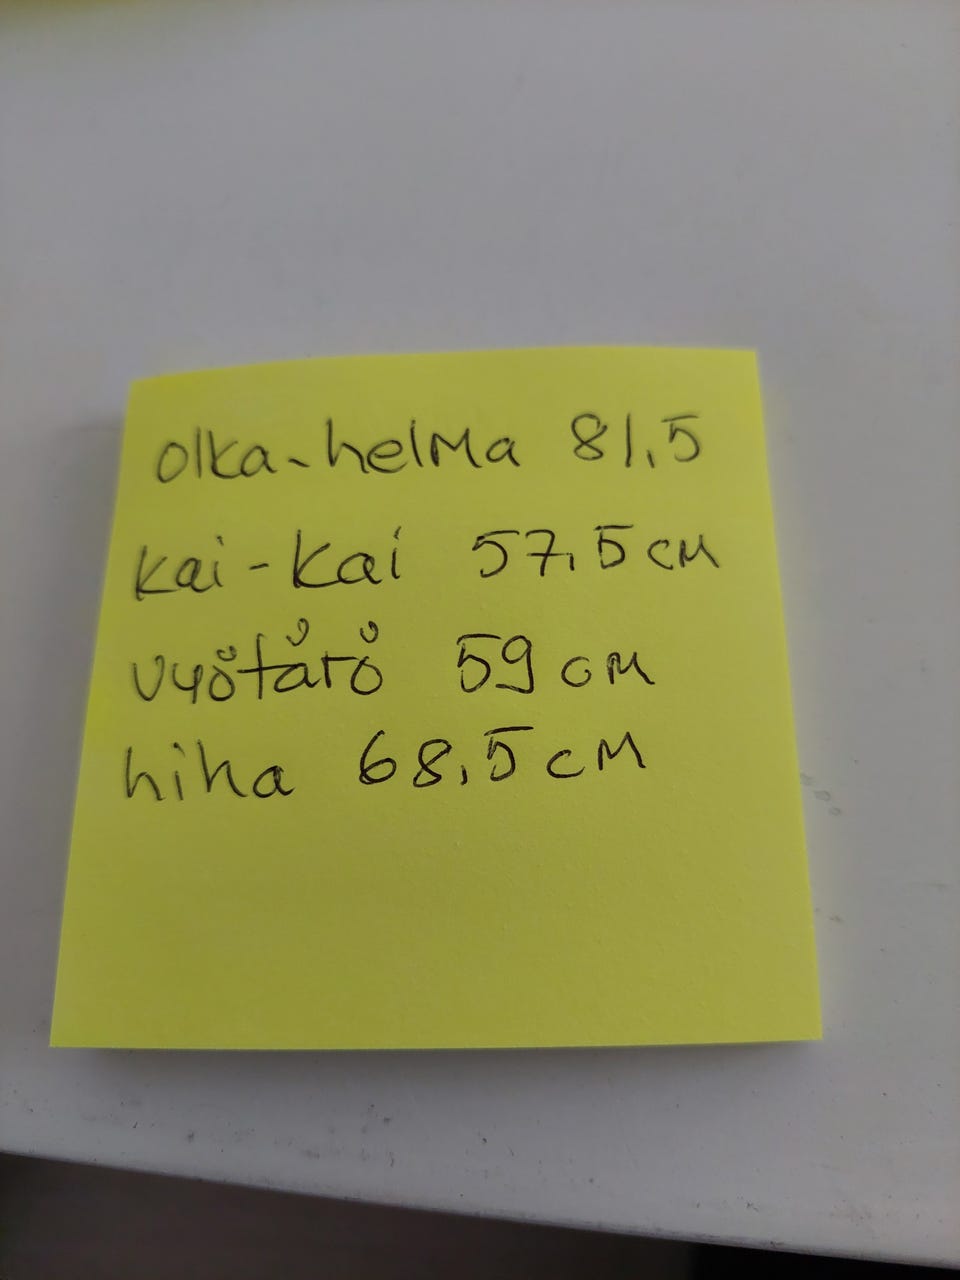 olka-helma 81,5
kai-kai 57,5 cm
vyötärö 59 cm
hiha 68,5 cm